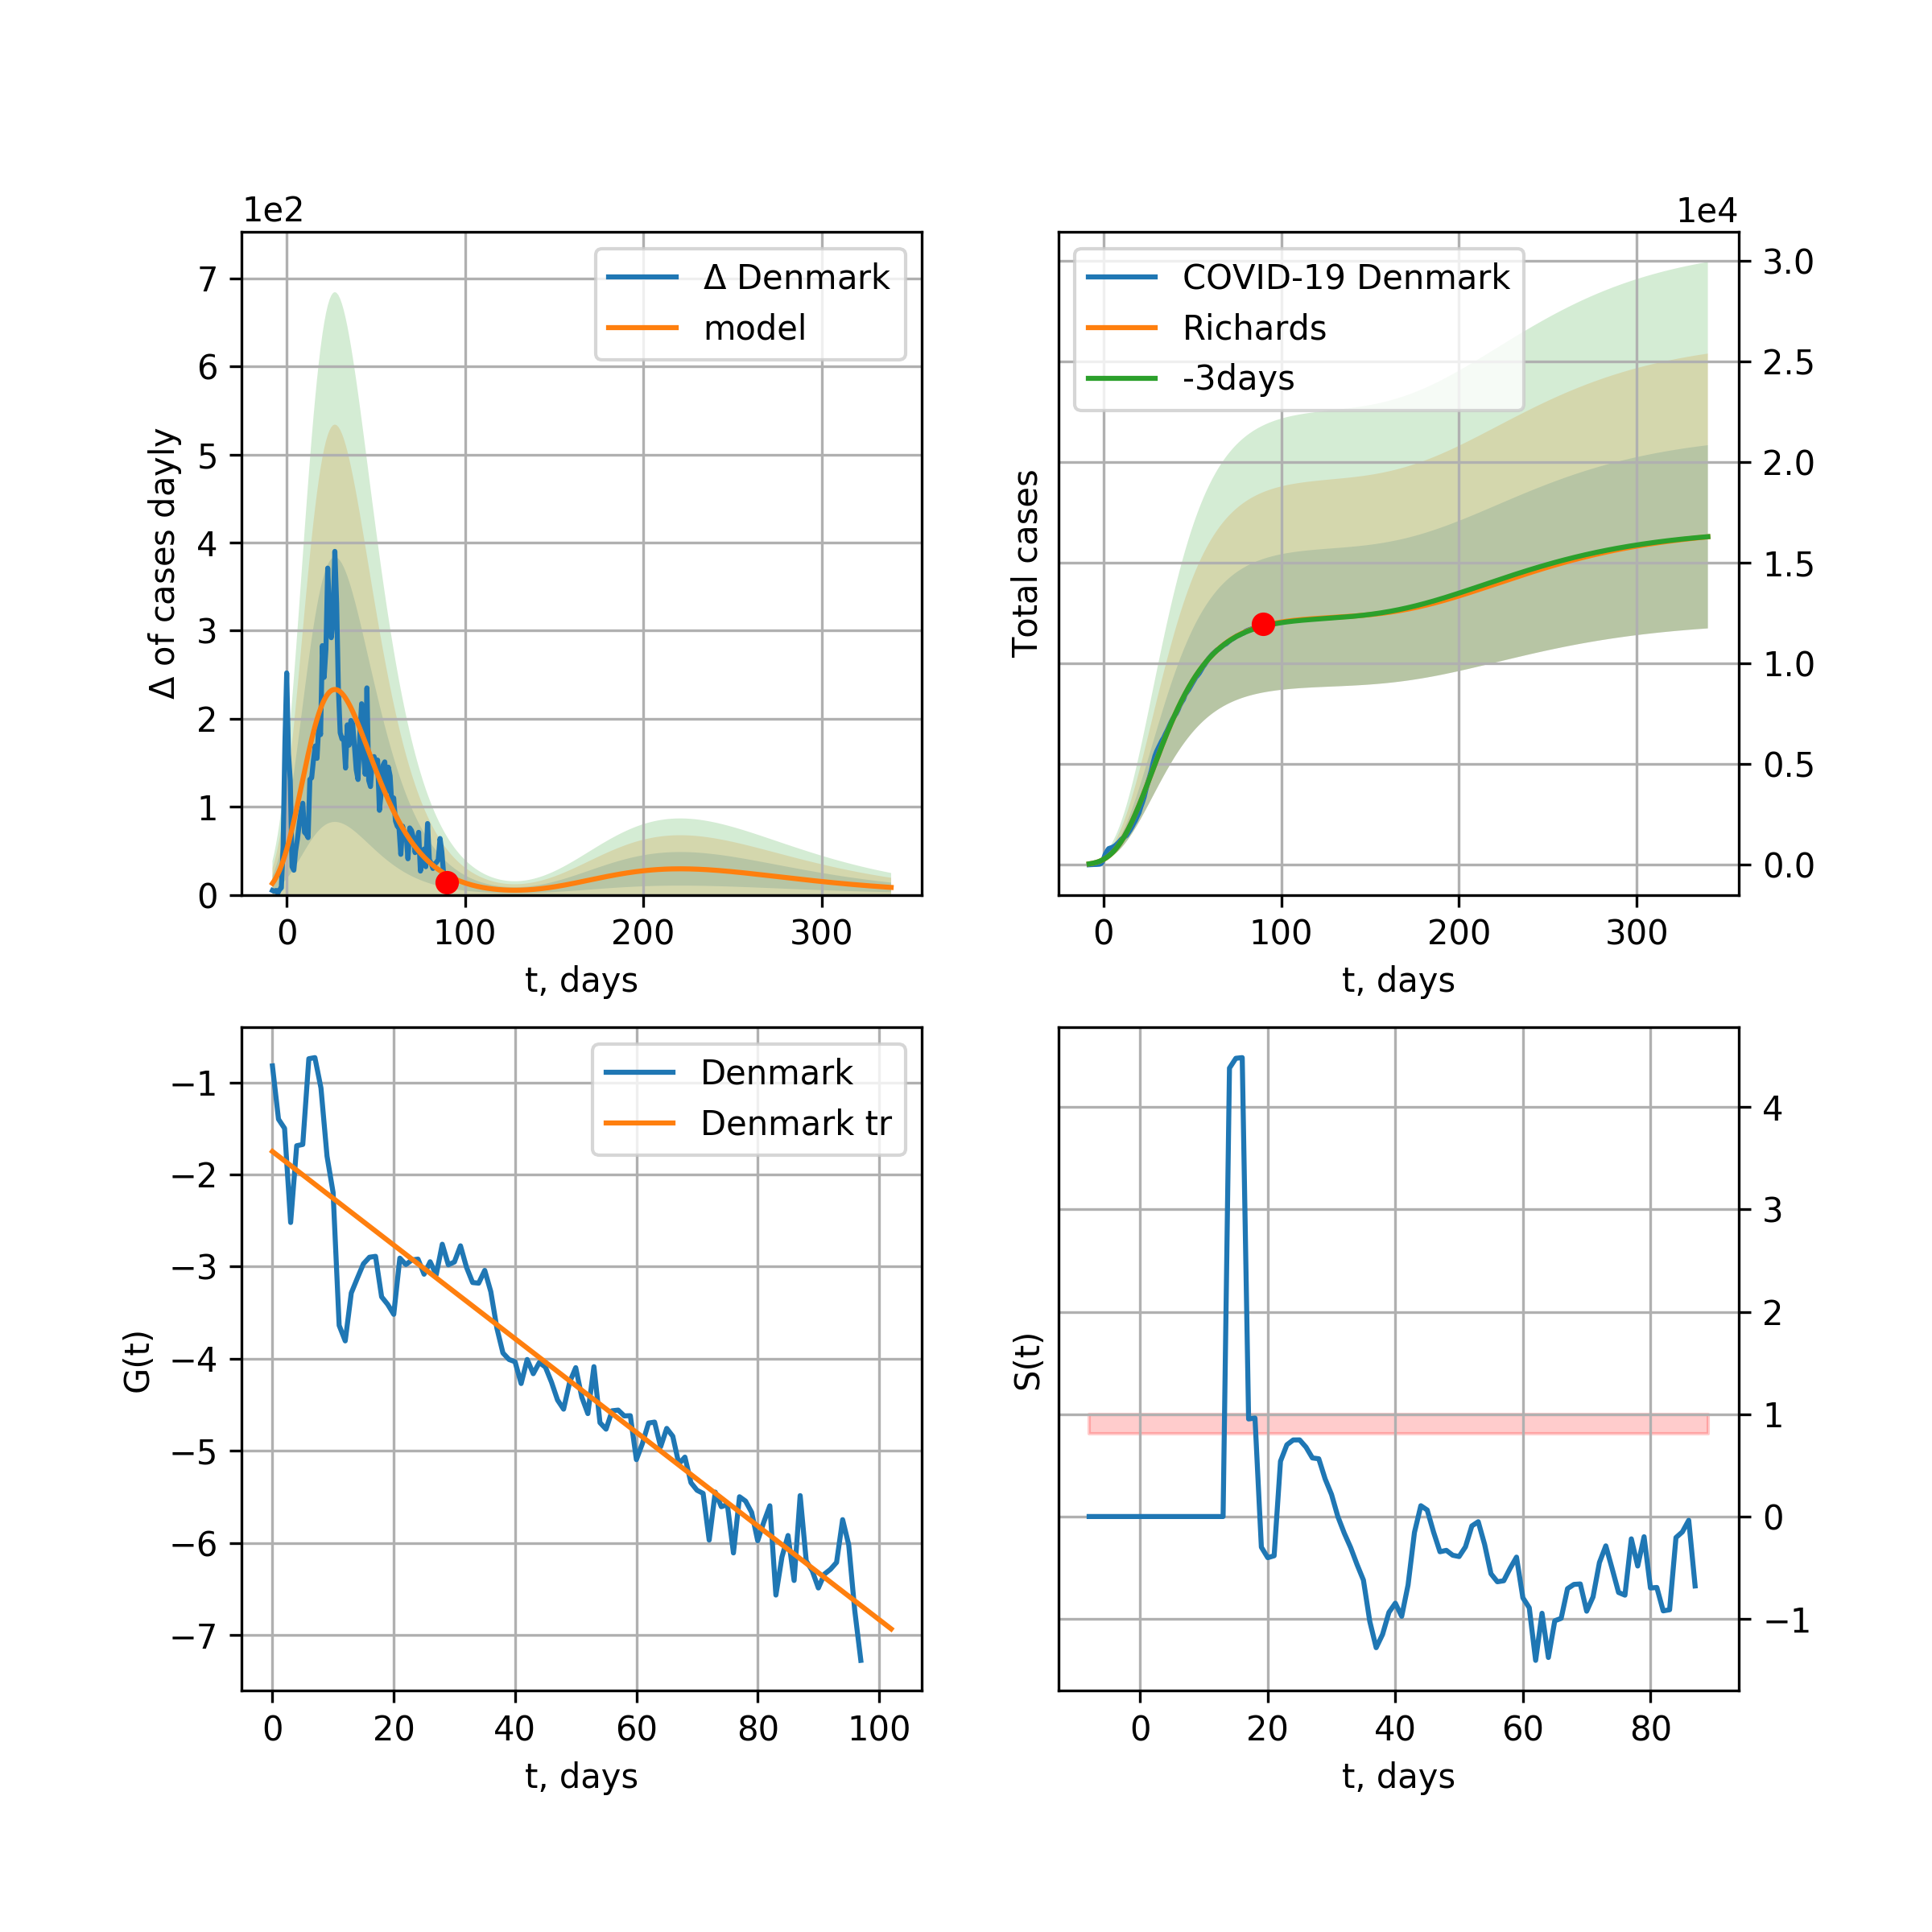 1e2
7
6
5
4
3
2
1
0
Δ of cases dayly
Δ Denmark
model
0 100 200 300
t, days
1e4
3.0
2.5
2.0
1.5
1.0
0.5
0.0
Total cases
COVID-19 Denmark
Richards
-3days
0 100 200 300
t, days
−1
−2
−3
−4
−5
−6
−7
G(t)
Denmark
Denmark tr
0 20 40 60 80 100
t, days
4
3
2
1
0
−1
S(t)
0 20 40 60 80
t, days